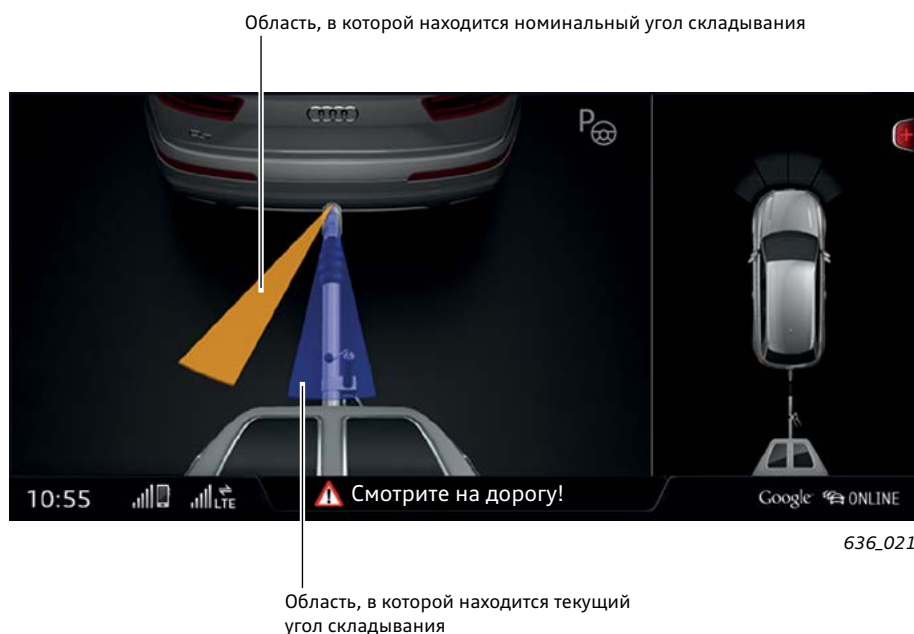 Область, в которой находится номинальный угол складывания
P
10:55
LTE
Смотрите на дорогу!
Google ONLINE
636_021
Область, в которой находится текущий
угол складывания